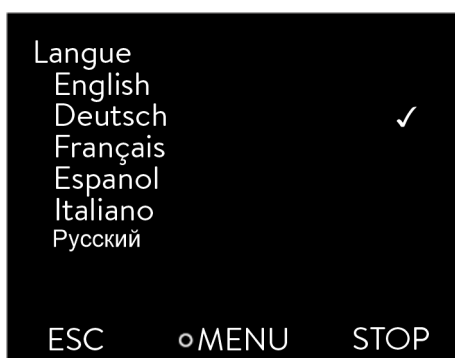 Langue
English
Deutsch ✓
Français
Espanol
Italiano
Русский
ESC MENU STOP